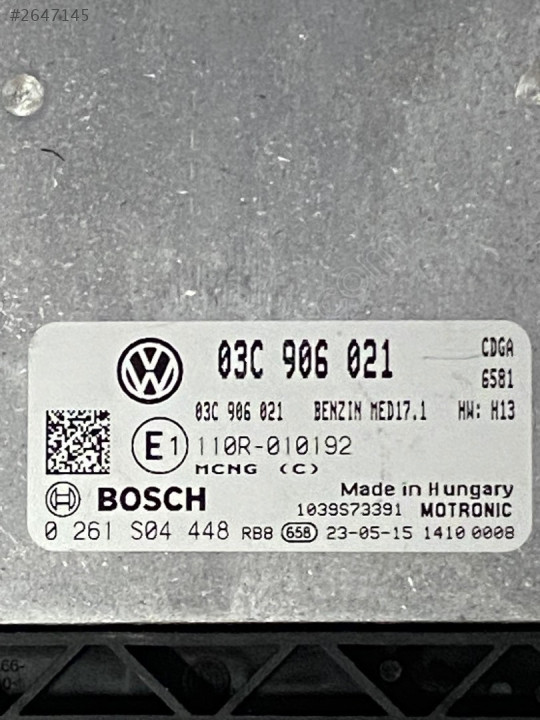 #2647145
03C 906 021
CDGA
6581
03C 906 021 BENZIN MED17.1 HW: H13
E1 110R-010192
MCNG (C)
Made in Hungary
BOSCH
1039S73391 MOTRONIC
0 261 S04 448 RBB 658 23-05-15 1410 0008